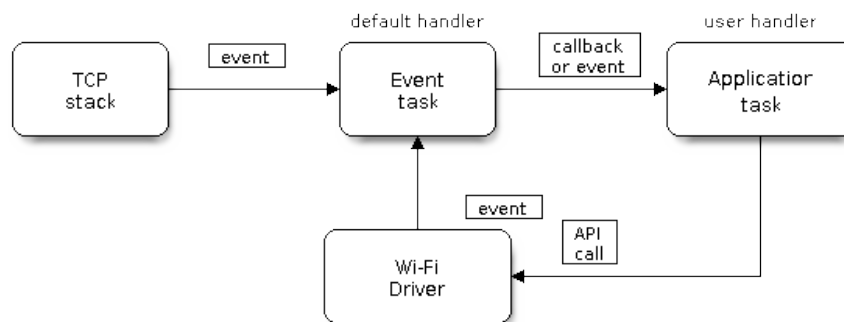 default handler
user handler
event
callback
or event
TCP
stack
Event
task
Application
task
event
API
call
Wi-Fi
Driver